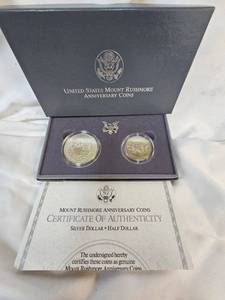 UNITED STATES MOUNT RUSHMORE
ANNIVERSARY COINS
MOUNT RUSHMORE ANNIVERSARY COINS
CERTIFICATE OF AUTHENTICITY
SILVER DOLLAR • HALF DOLLAR
The undersigned hereby
certifies these coins as genuine
Mount Rushmore Anniversary Coins